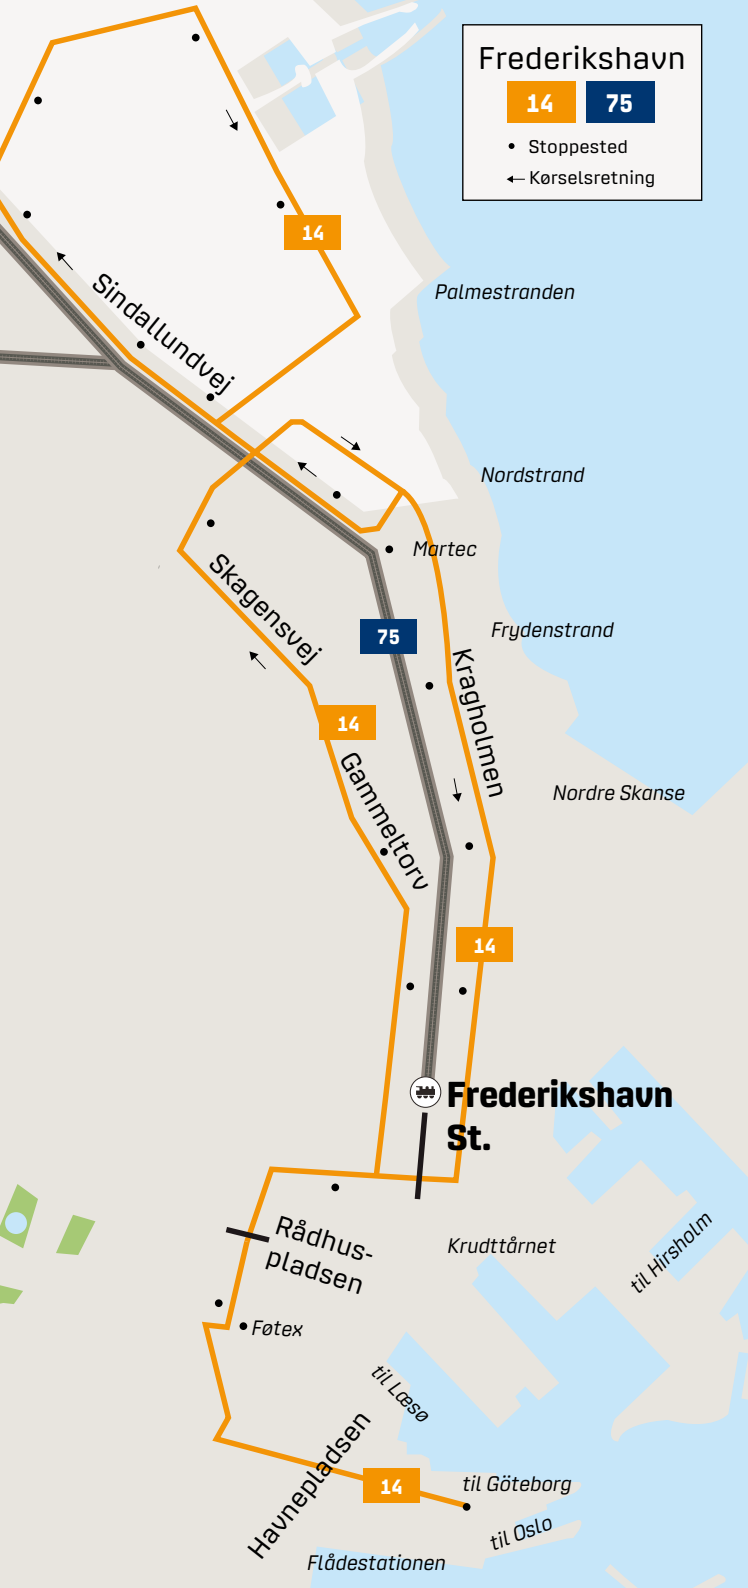 Frederikshavn
14
75
Stoppested
Kørselsretning
14
Palmestranden
Sindallundvej
Nordstrand
Martec
Skagensvej
75
Frydenstrand
Kragholmen
14
Gammeltorv
Nordre Skanse
14
Frederikshavn
St.
Rådhus-
pladsen
Krudttårnet
til Hirsholm
Føtex
til Læsø
Havnepladsen
14
til Göteborg
til Oslo
Flådestationen